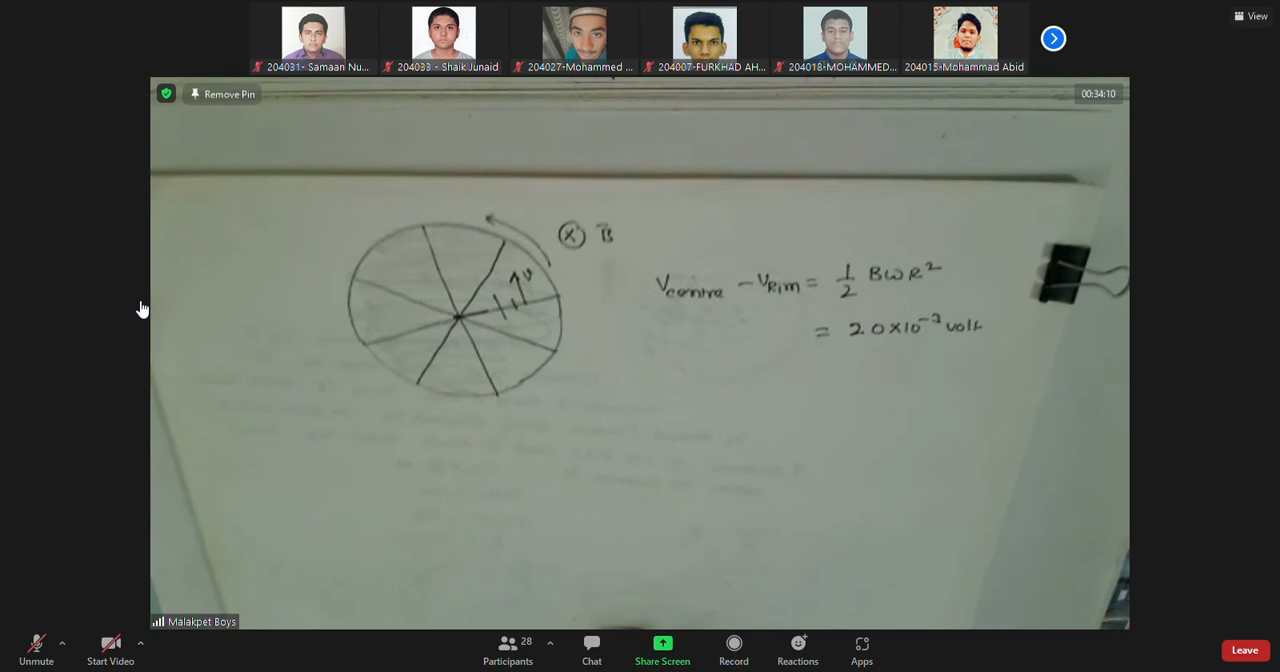 View
204031- Samaan Nu...
204033 - Shaik Junaid
204027-Mohammed ...
204007-FURKHAD AH...
204018-MOHAMMED...
204015-Mohammad Abid
Remove Pin
00:34:10
(X) B
v
Vcentre - VRim = 1/2 BWR²
= 2.0×10⁻³ volt
Malakpet Boys
Unmute
Start Video
28
Participants
Chat
Share Screen
Record
Reactions
Apps
Leave